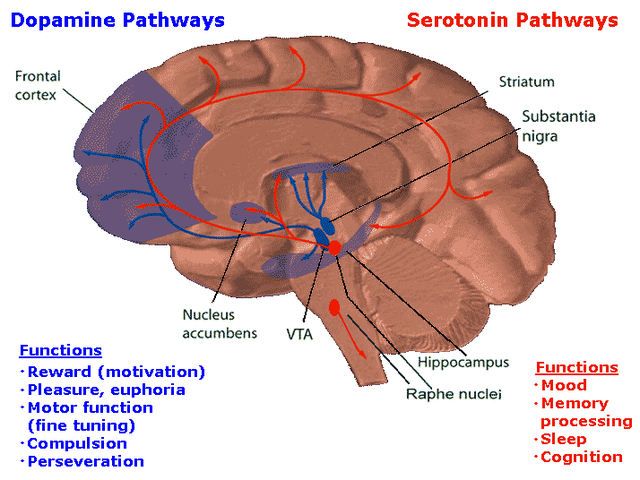 Dopamine Pathways
Serotonin Pathways
Frontal
cortex
Striatum
Substantia
nigra
Nucleus
accumbens
VTA
Hippocampus
Raphe nuclei
Functions
·Reward (motivation)
·Pleasure, euphoria
·Motor function
(fine tuning)
·Compulsion
·Perseveration
Functions
·Mood
·Memory
processing
·Sleep
·Cognition